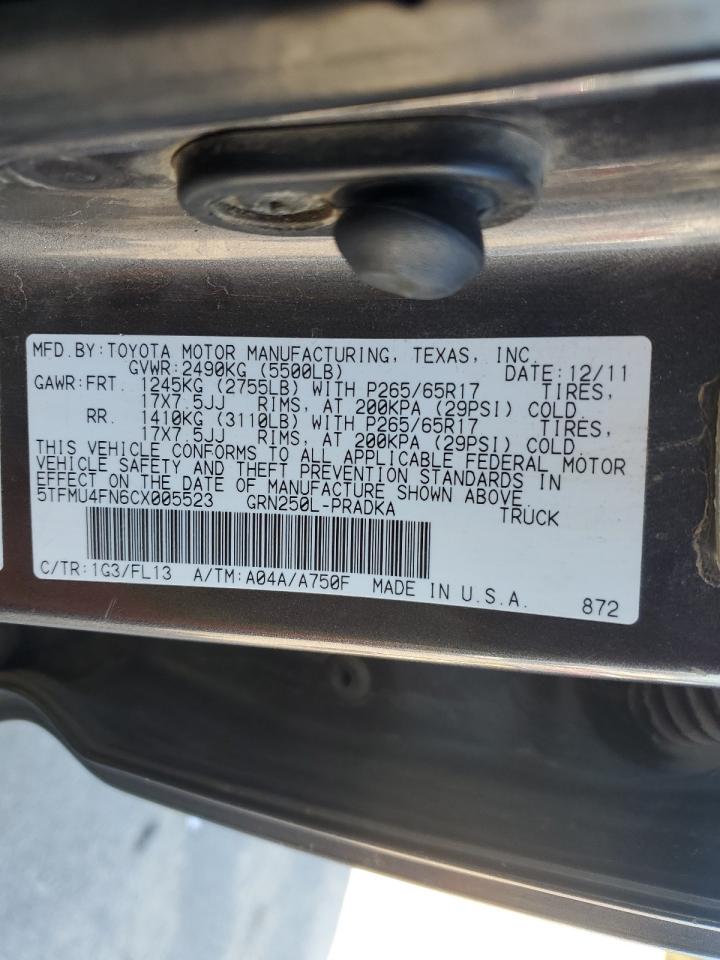 MFD.BY:TOYOTA MOTOR MANUFACTURING, TEXAS, INC.
GVWR:2490KG (5500LB) DATE:12/11
GAWR:FRT. 1245KG (2755LB) WITH P265/65R17 TIRES,
17X7.5JJ RIMS, AT 200KPA (29PSI) COLD
RR. 1410KG (3110LB) WITH P265/65R17 TIRES,
17X7.5JJ RIMS, AT 200KPA (29PSI) COLD
THIS VEHICLE CONFORMS TO ALL APPLICABLE FEDERAL MOTOR
VEHICLE SAFETY AND THEFT PREVENTION STANDARDS IN
EFFECT ON THE DATE OF MANUFACTURE SHOWN ABOVE
5TFMU4FN6CX005523 GRN250L-PRADKA TRUCK
C/TR:1G3/FL13 A/TM:A04A/A750F MADE IN U.S.A. 872